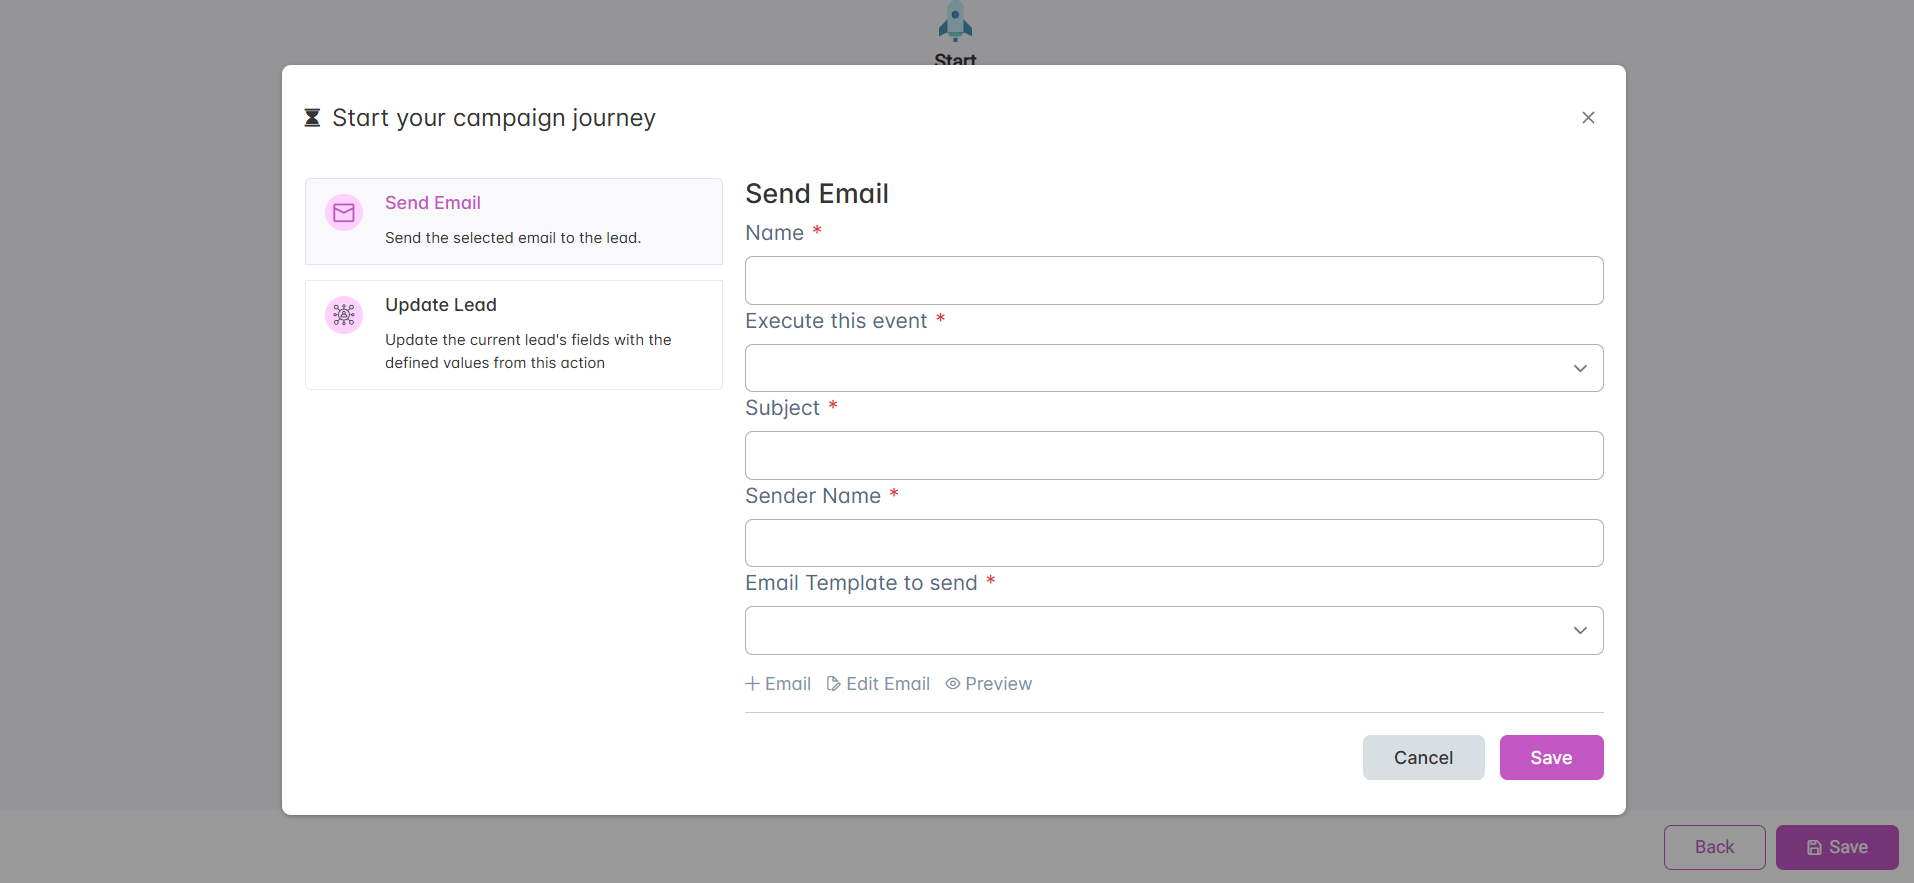 Start
Start your campaign journey
Send Email
Send the selected email to the lead.
Update Lead
Update the current lead's fields with the
defined values from this action
Send Email
Name *
Execute this event *
Subject *
Sender Name *
Email Template to send *
Email Edit Email Preview
Cancel Save
Back Save